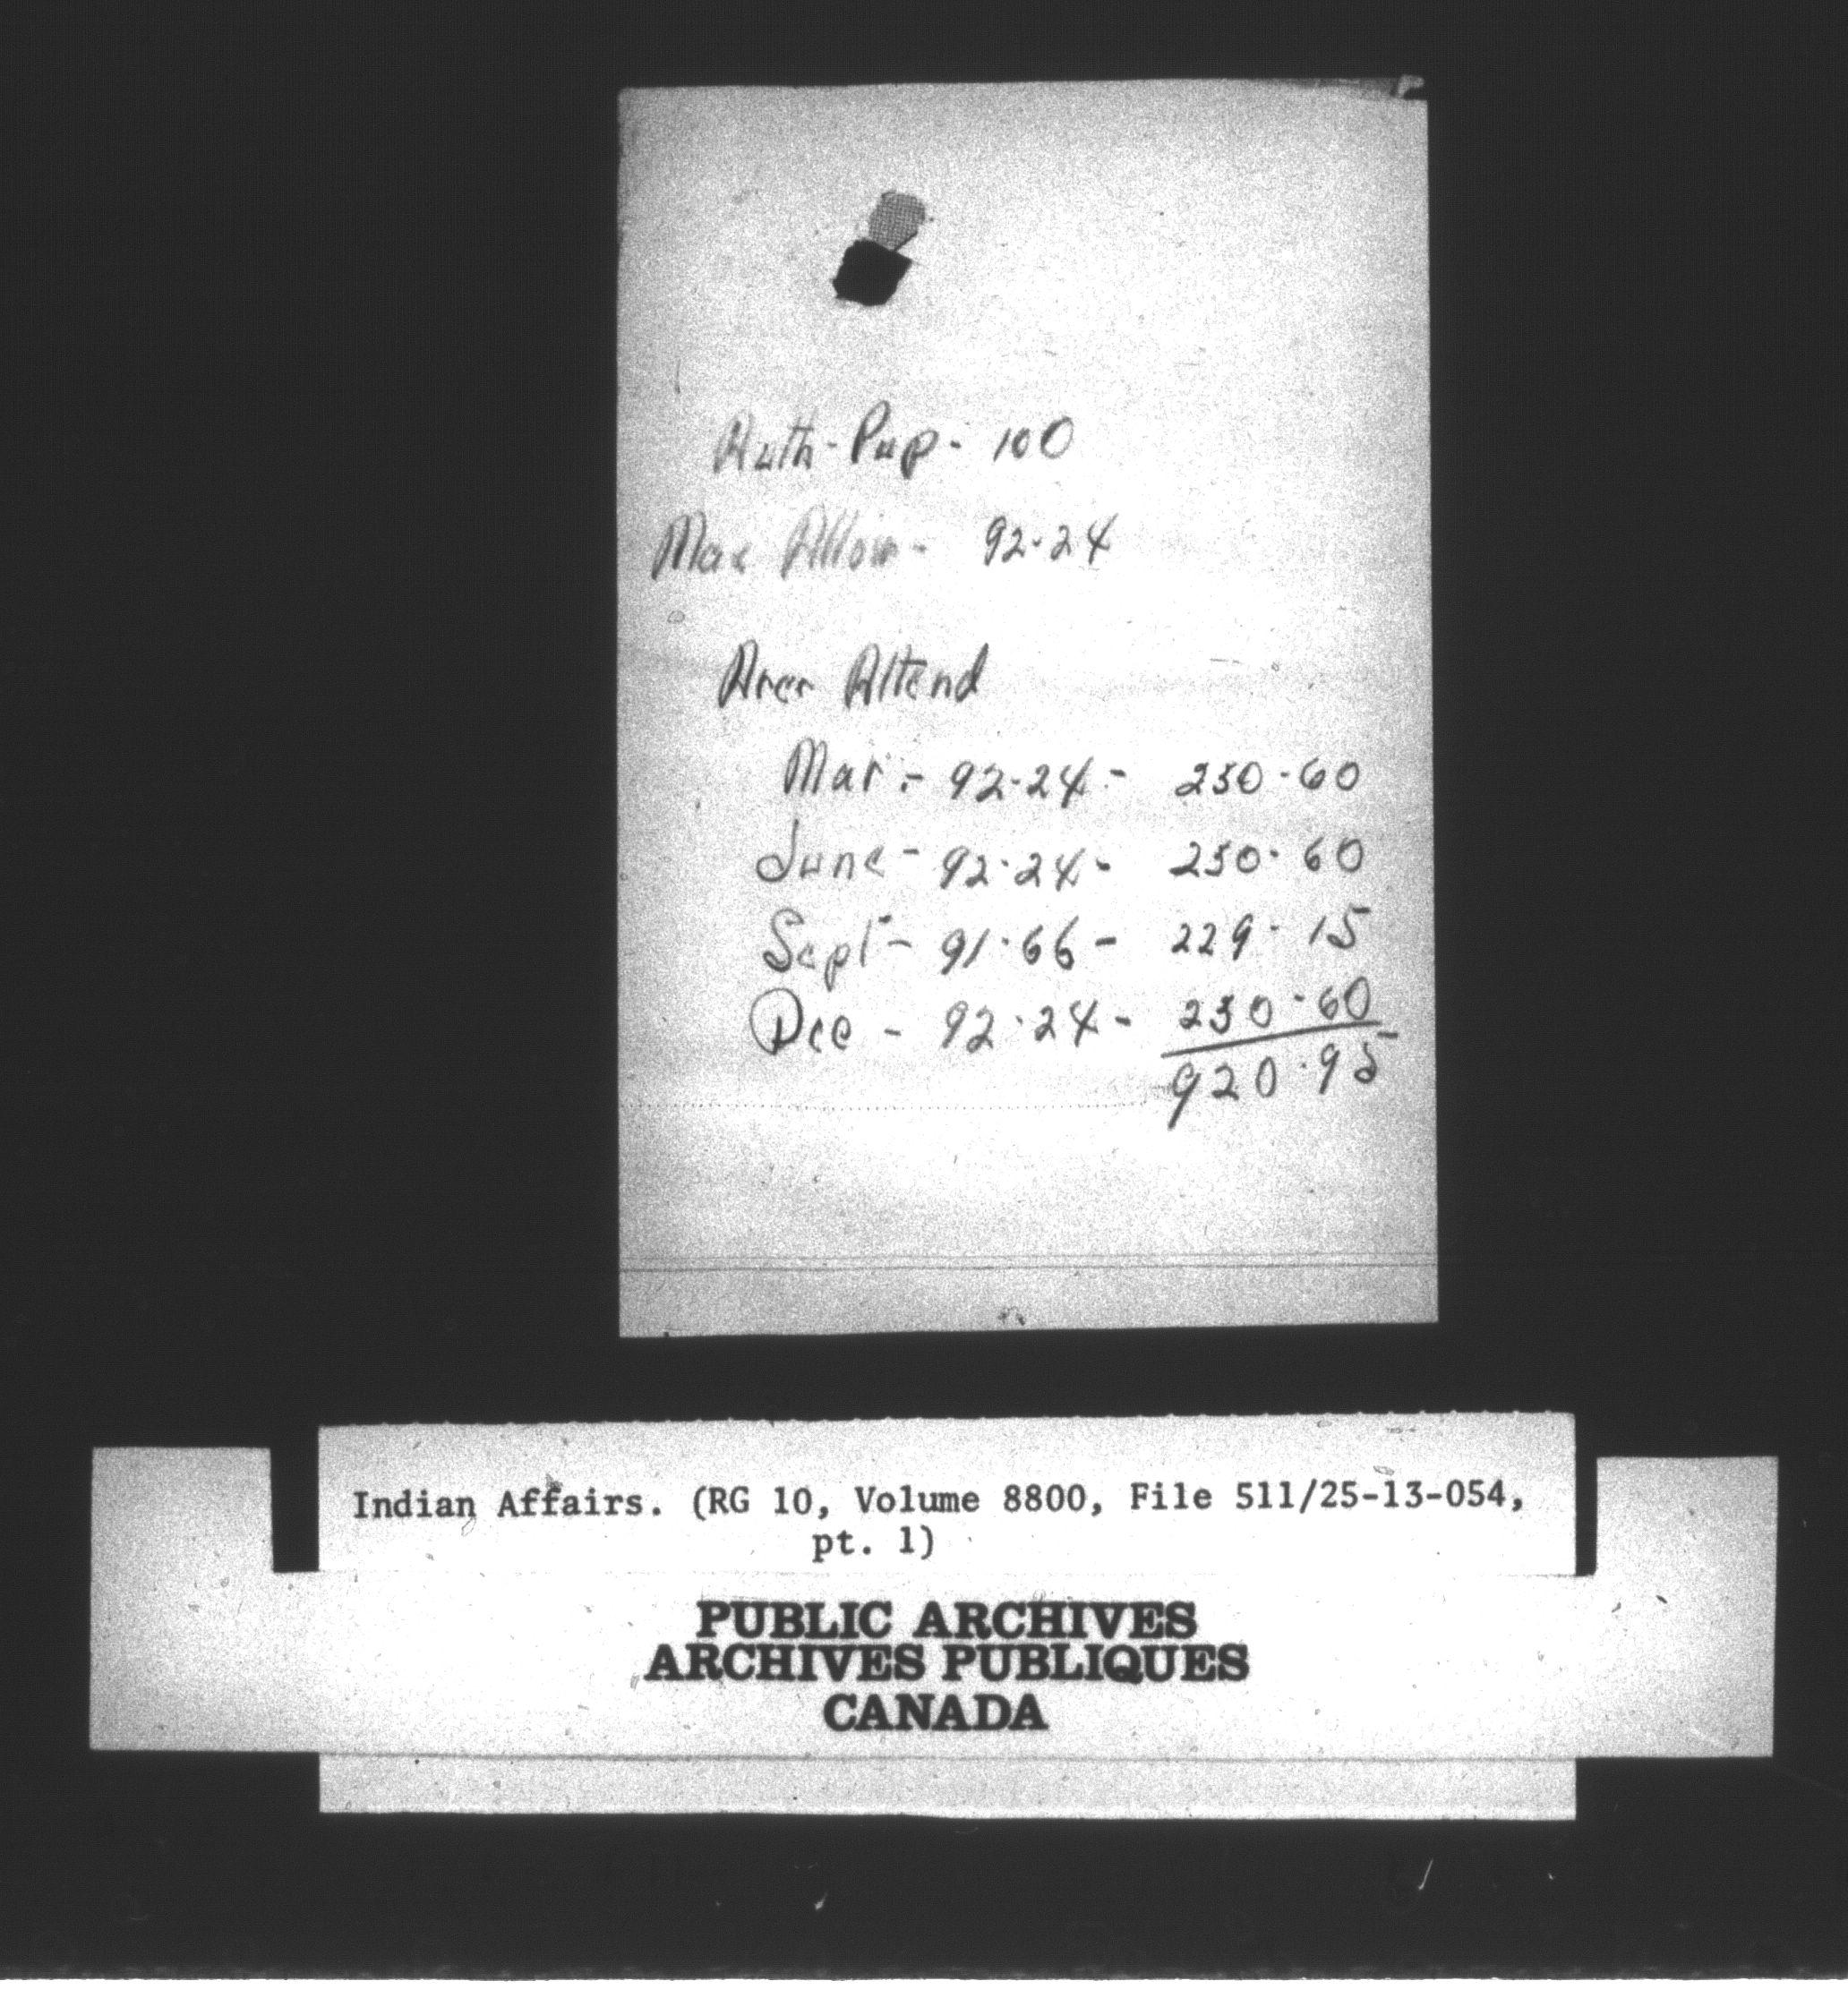 Auth-Pup- 100
Max Allow- 92.24
Aver Attend
Mar.- 92.24- 230.60
June- 92.24- 230.60
Sept- 91.66- 229.15
Dec - 92.24- 230.60
920.95
Indian Affairs. (RG 10, Volume 8800, File 511/25-13-054,
pt. 1)
PUBLIC ARCHIVES
ARCHIVES PUBLIQUES
CANADA